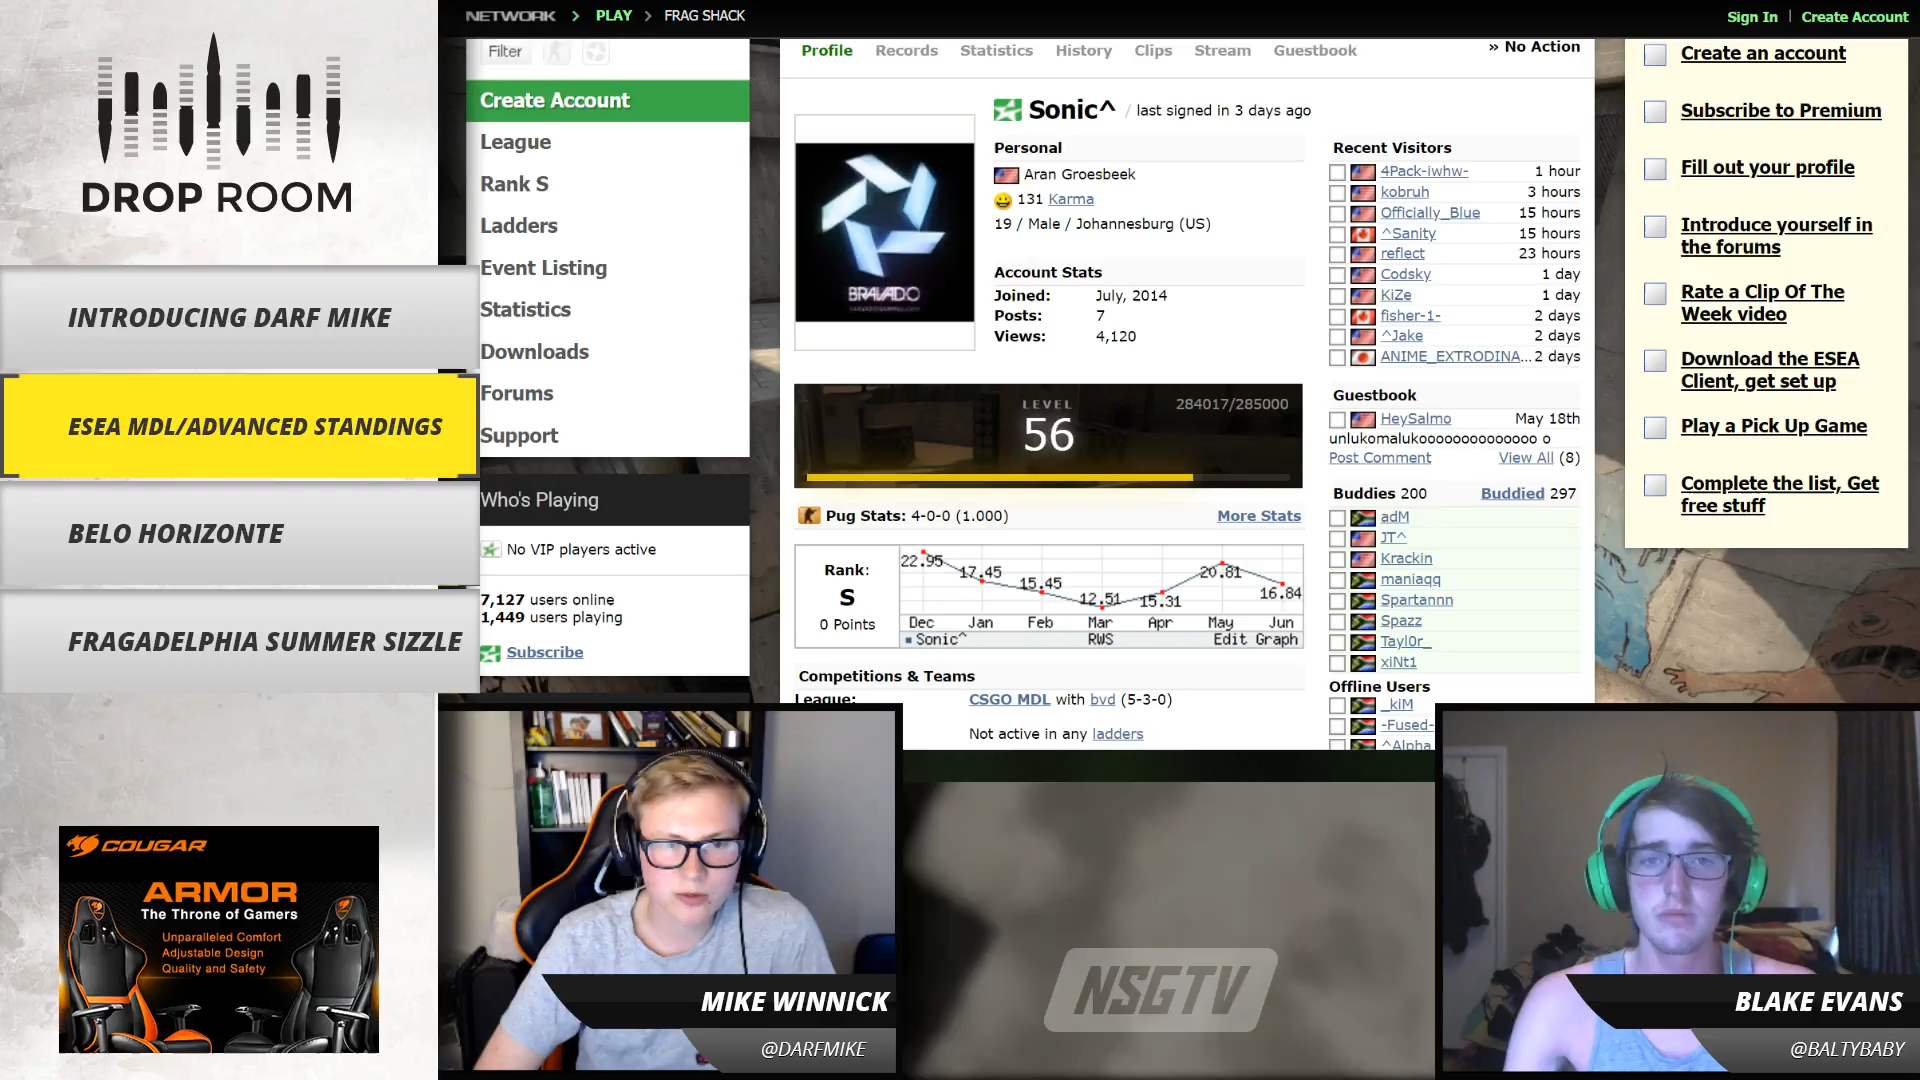 DROP ROOM
INTRODUCING DARF MIKE
ESEA MDL/ADVANCED STANDINGS
BELO HORIZONTE
FRAGADELPHIA SUMMER SIZZLE
COUGAR
ARMOR
The Throne of Gamers
Unparalleled Comfort
Adjustable Design
Quality and Safety
NETWORK > PLAY > FRAG SHACK
Sign In | Create Account
Filter
Create Account
League
Rank S
Ladders
Event Listing
Statistics
Downloads
Forums
Support
Who's Playing
No VIP players active
7,127 users online
1,449 users playing
Subscribe
Profile Records Statistics History Clips Stream Guestbook
» No Action
Sonic^ / last signed in 3 days ago
Personal
Aran Groesbeek
131 Karma
19 / Male / Johannesburg (US)
Account Stats
Joined: July, 2014
Posts: 7
Views: 4,120
BRAVADO
LEVEL
56
284017/285000
Pug Stats: 4-0-0 (1.000) More Stats
Rank:
S
0 Points
22.95 17.45 15.45 12.51 15.31 20.81 16.84
Dec Jan Feb Mar Apr May Jun
Sonic^ RWS Edit Graph
Competitions & Teams
League: CSGO MDL with bvd (5-3-0)
Not active in any ladders
Recent Visitors
4Pack-iwhw- 1 hour
kobruh 3 hours
Officially_Blue 15 hours
^Sanity 15 hours
reflect 23 hours
Codsky 1 day
KiZe 1 day
fisher-1- 2 days
^Jake 2 days
ANIME_EXTRODINA... 2 days
Guestbook
HeySalmo May 18th
unlukomalukoooooooooooooo o
Post Comment View All (8)
Buddies 200 Buddied 297
adM
JT^
Krackin
maniaqq
Spartannn
Spazz
Tayl0r_
xiNt1
Offline Users
_kiM
-Fused-
^Alpha
Create an account
Subscribe to Premium
Fill out your profile
Introduce yourself in
the forums
Rate a Clip Of The
Week video
Download the ESEA
Client, get set up
Play a Pick Up Game
Complete the list, Get
free stuff
MIKE WINNICK
@DARFMIKE
NSGTV
BLAKE EVANS
@BALTYBABY